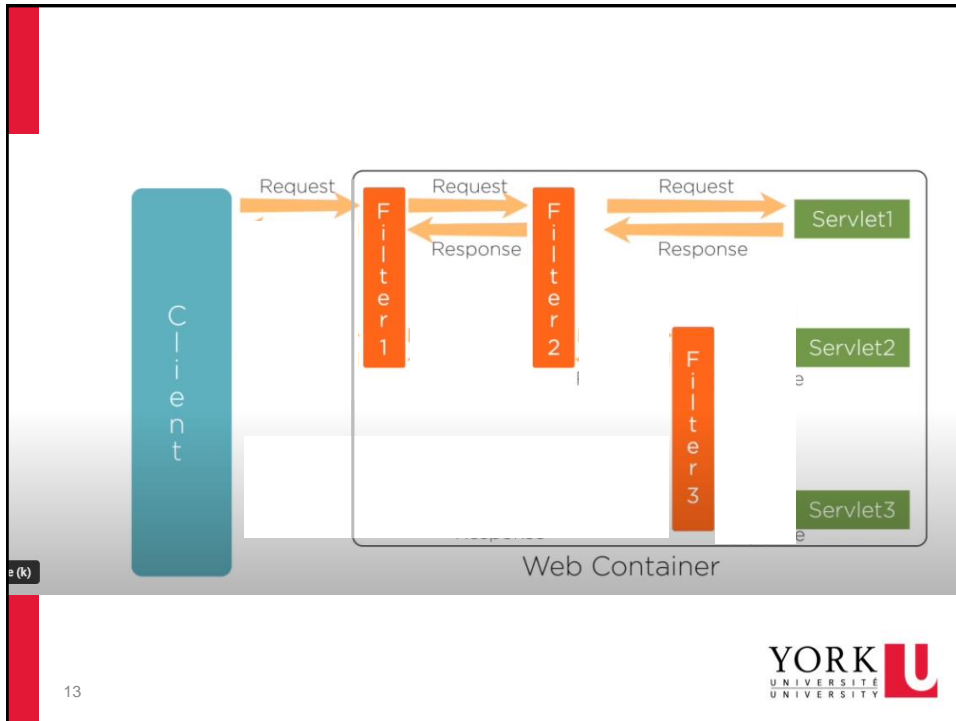 Request
Request
Request
Client
Filter1
Filter2
Servlet1
Response
Response
Filter3
Servlet2
Servlet3
Web Container
e (k)
13
YORK U
UNIVERSITÉ
UNIVERSITY